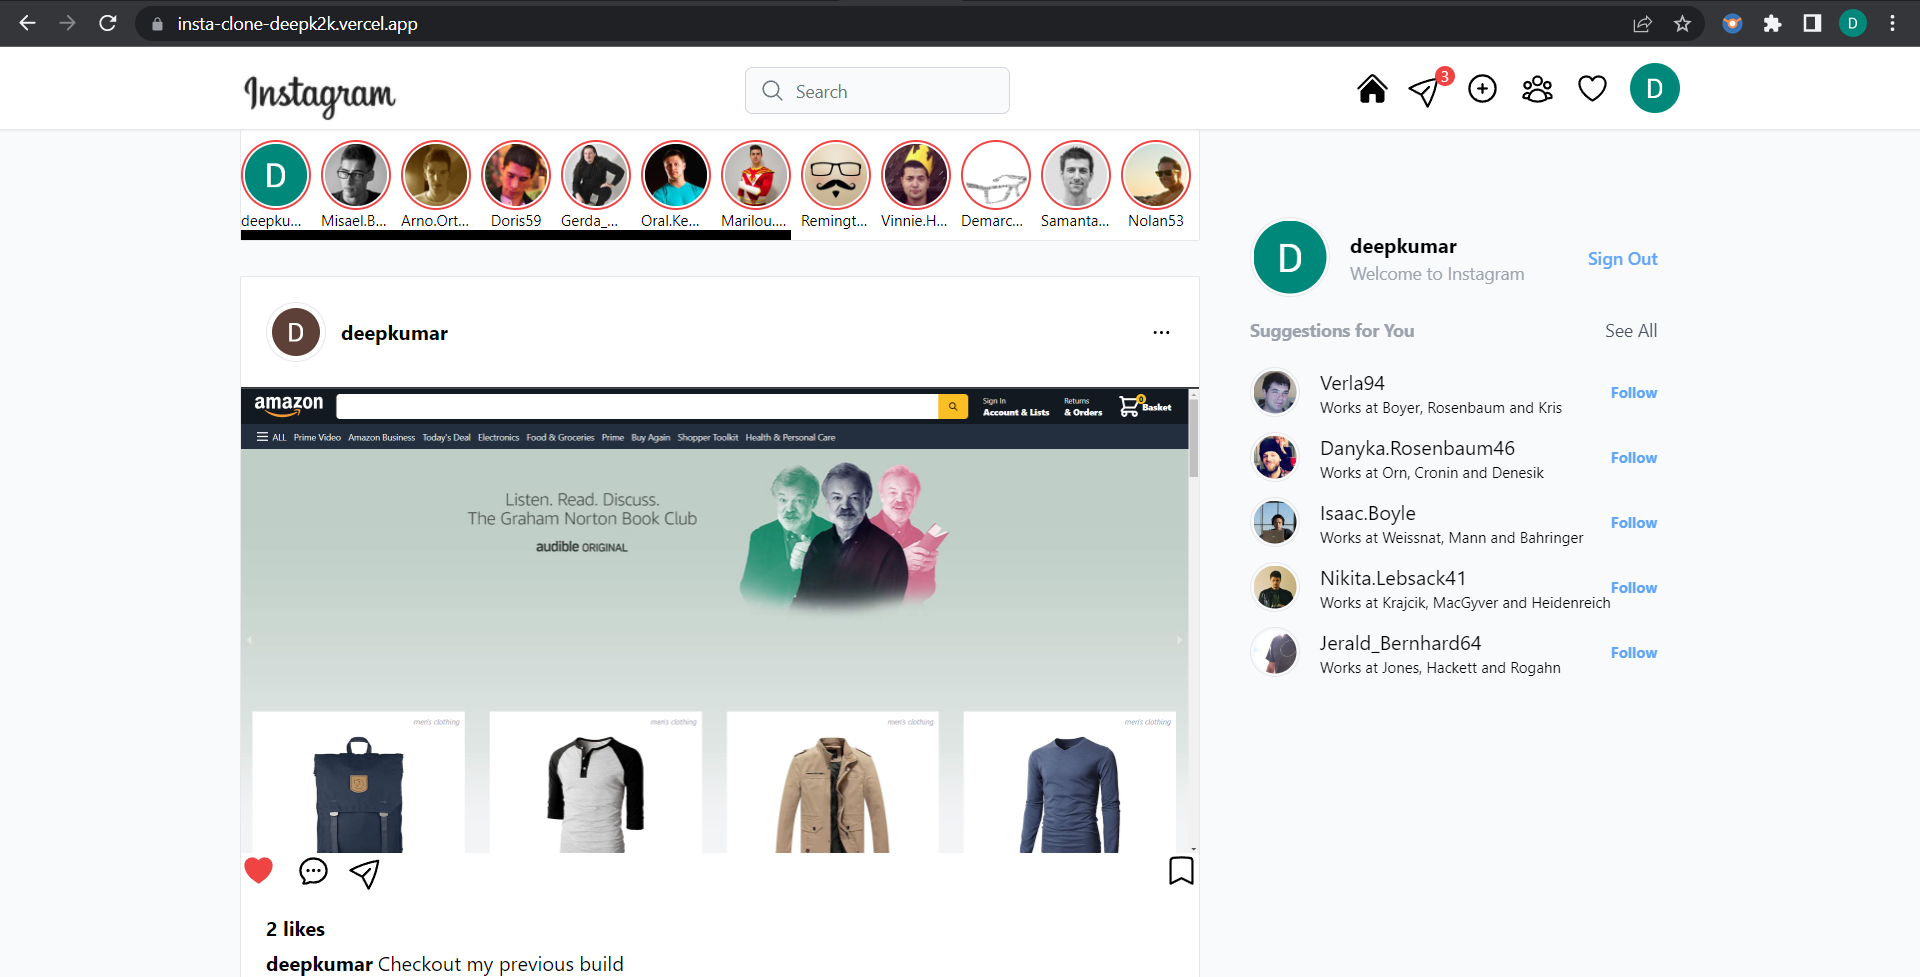 insta-clone-deepk2k.vercel.app
D
Instagram
Search
3
D
D
deepku...
Misael.B...
Arno.Ort...
Doris59
Gerda_...
Oral.Ke...
Marilou....
Remingt...
Vinnie.H...
Demarc...
Samanta...
Nolan53
D
deepkumar
Welcome to Instagram
Sign Out
Suggestions for You
See All
Verla94
Works at Boyer, Rosenbaum and Kris
Follow
Danyka.Rosenbaum46
Works at Orn, Cronin and Denesik
Follow
Isaac.Boyle
Works at Weissnat, Mann and Bahringer
Follow
Nikita.Lebsack41
Works at Krajcik, MacGyver and Heidenreich
Follow
Jerald_Bernhard64
Works at Jones, Hackett and Rogahn
Follow
D
deepkumar
amazon
Sign In
Account & Lists
Returns
& Orders
0
Basket
ALL Prime Video Amazon Business Today's Deal Electronics Food & Groceries Prime Buy Again Shopper Toolkit Health & Personal Care
Listen. Read. Discuss.
The Graham Norton Book Club
audible ORIGINAL
men's clothing
men's clothing
men's clothing
men's clothing
2 likes
deepkumar Checkout my previous build